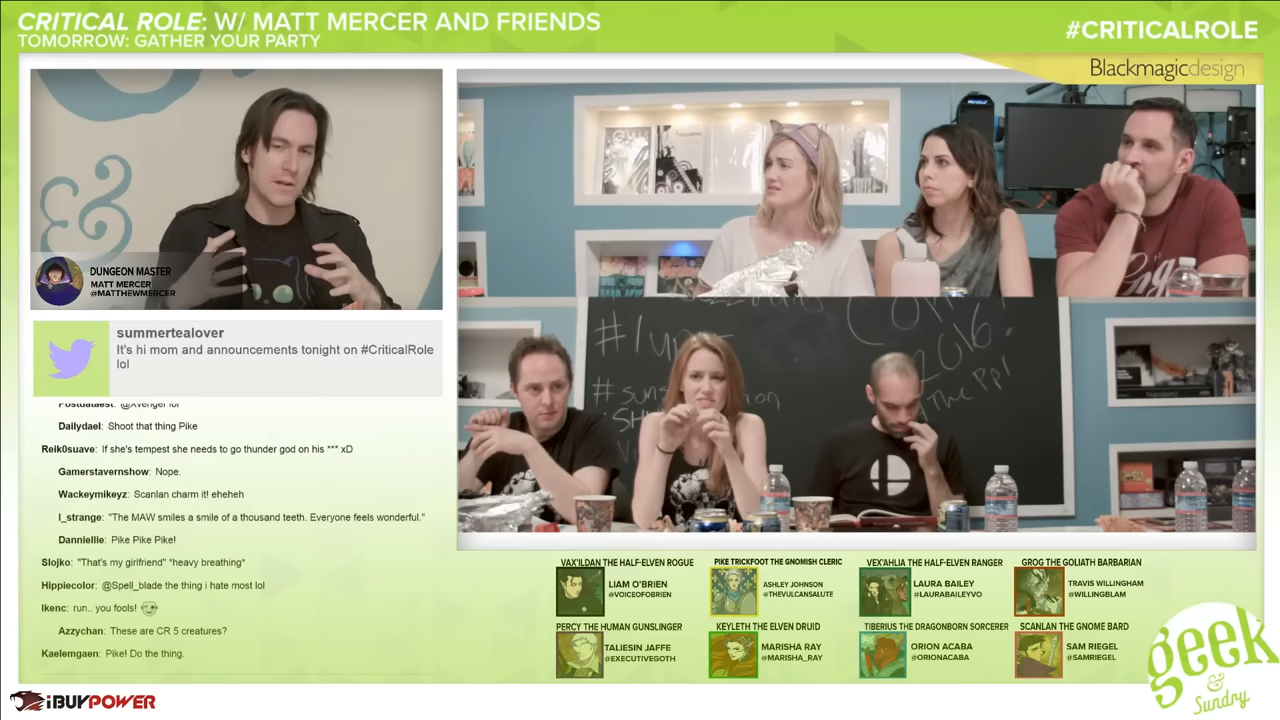 CRITICAL ROLE: W/ MATT MERCER AND FRIENDS
TOMORROW: GATHER YOUR PARTY
#CRITICALROLE
Blackmagicdesign
DUNGEON MASTER
MATT MERCER
@MATTHEWMERCER
summertealover
It's hi mom and announcements tonight on #CriticalRole
lol
Postdataest: @Xvenger lol
Dailydael: Shoot that thing Pike
Reik0suave: If she's tempest she needs to go thunder god on his *** xD
Gamerstavernshow: Nope.
Wackeymikeyz: Scanlan charm it! eheheh
I_strange: "The MAW smiles a smile of a thousand teeth. Everyone feels wonderful."
Danniellie: Pike Pike Pike!
Slojko: "That's my girlfriend" *heavy breathing*
Hippiecolor: @Spell_blade the thing i hate most lol
Ikenc: run.. you fools!
Azzychan: These are CR 5 creatures?
Kaelemgaen: Pike! Do the thing.
2016
The PPl
VAX'ILDAN THE HALF-ELVEN ROGUE
LIAM O'BRIEN
@VOICEOFOBRIEN
PIKE TRICKFOOT THE GNOMISH CLERIC
ASHLEY JOHNSON
@THEVULCANSALUTE
VEX'AHLIA THE HALF-ELVEN RANGER
LAURA BAILEY
@LAURABAILEYVO
GROG THE GOLIATH BARBARIAN
TRAVIS WILLINGHAM
@WILLINGBLAM
PERCY THE HUMAN GUNSLINGER
TALIESIN JAFFE
@EXECUTIVEGOTH
KEYLETH THE ELVEN DRUID
MARISHA RAY
@MARISHA_RAY
TIBERIUS THE DRAGONBORN SORCERER
ORION ACABA
@ORIONACABA
SCANLAN THE GNOME BARD
SAM RIEGEL
@SAMRIEGEL
geek
&
Sundry
iBUYPOWER